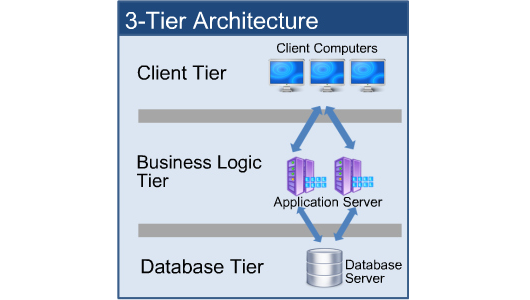 3-Tier Architecture
Client Computers
Client Tier
Business Logic
Tier
Application Server
Database Tier
Database
Server